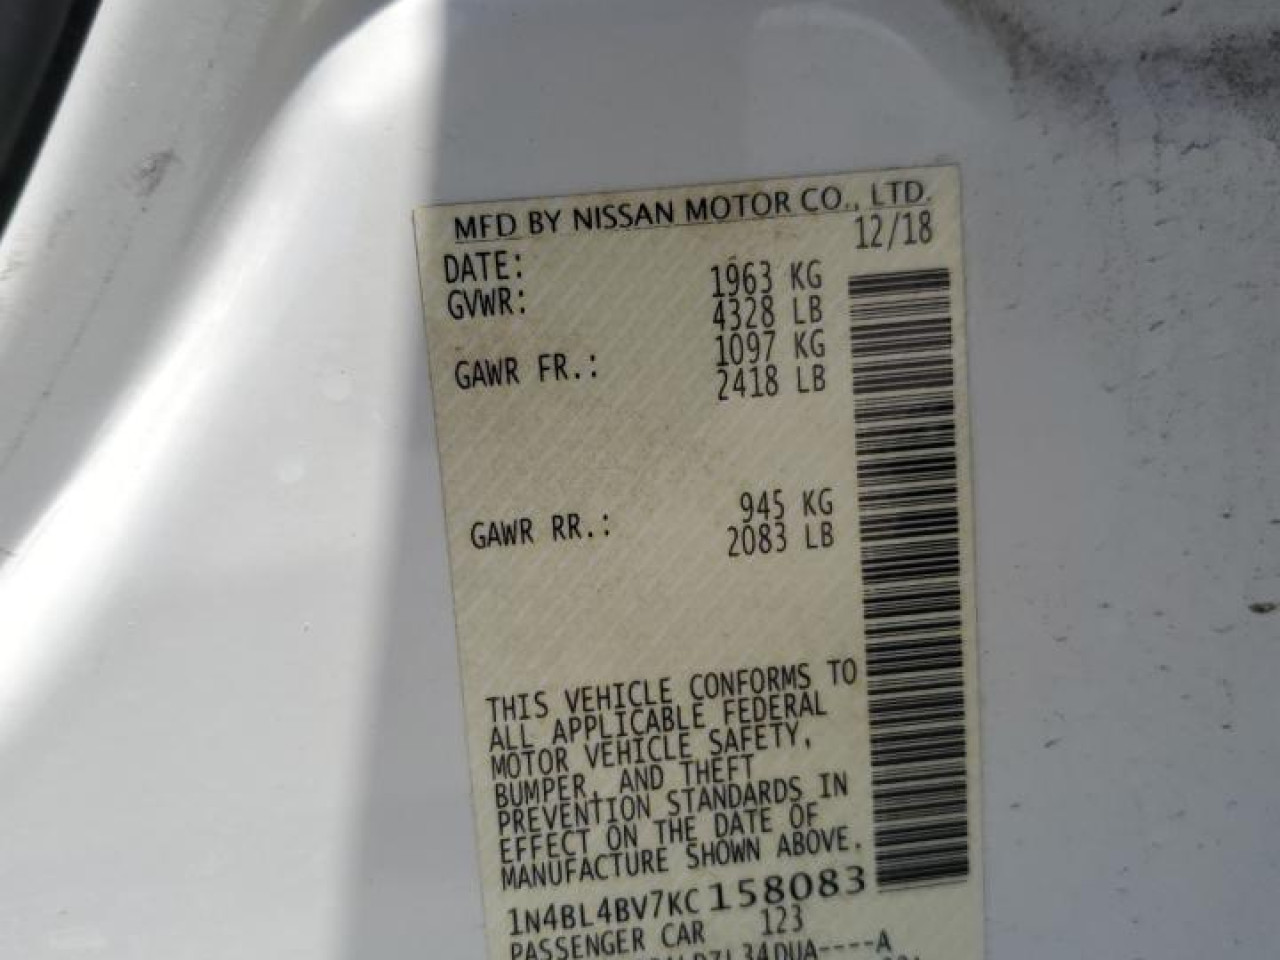 MFD BY NISSAN MOTOR CO., LTD.
DATE: 12/18
GVWR: 1963 KG
4328 LB
GAWR FR.: 1097 KG
2418 LB
GAWR RR.: 945 KG
2083 LB
THIS VEHICLE CONFORMS TO
ALL APPLICABLE FEDERAL
MOTOR VEHICLE SAFETY,
BUMPER, AND THEFT
PREVENTION STANDARDS IN
EFFECT ON THE DATE OF
MANUFACTURE SHOWN ABOVE.
1N4BL4BV7KC158083
PASSENGER CAR 123